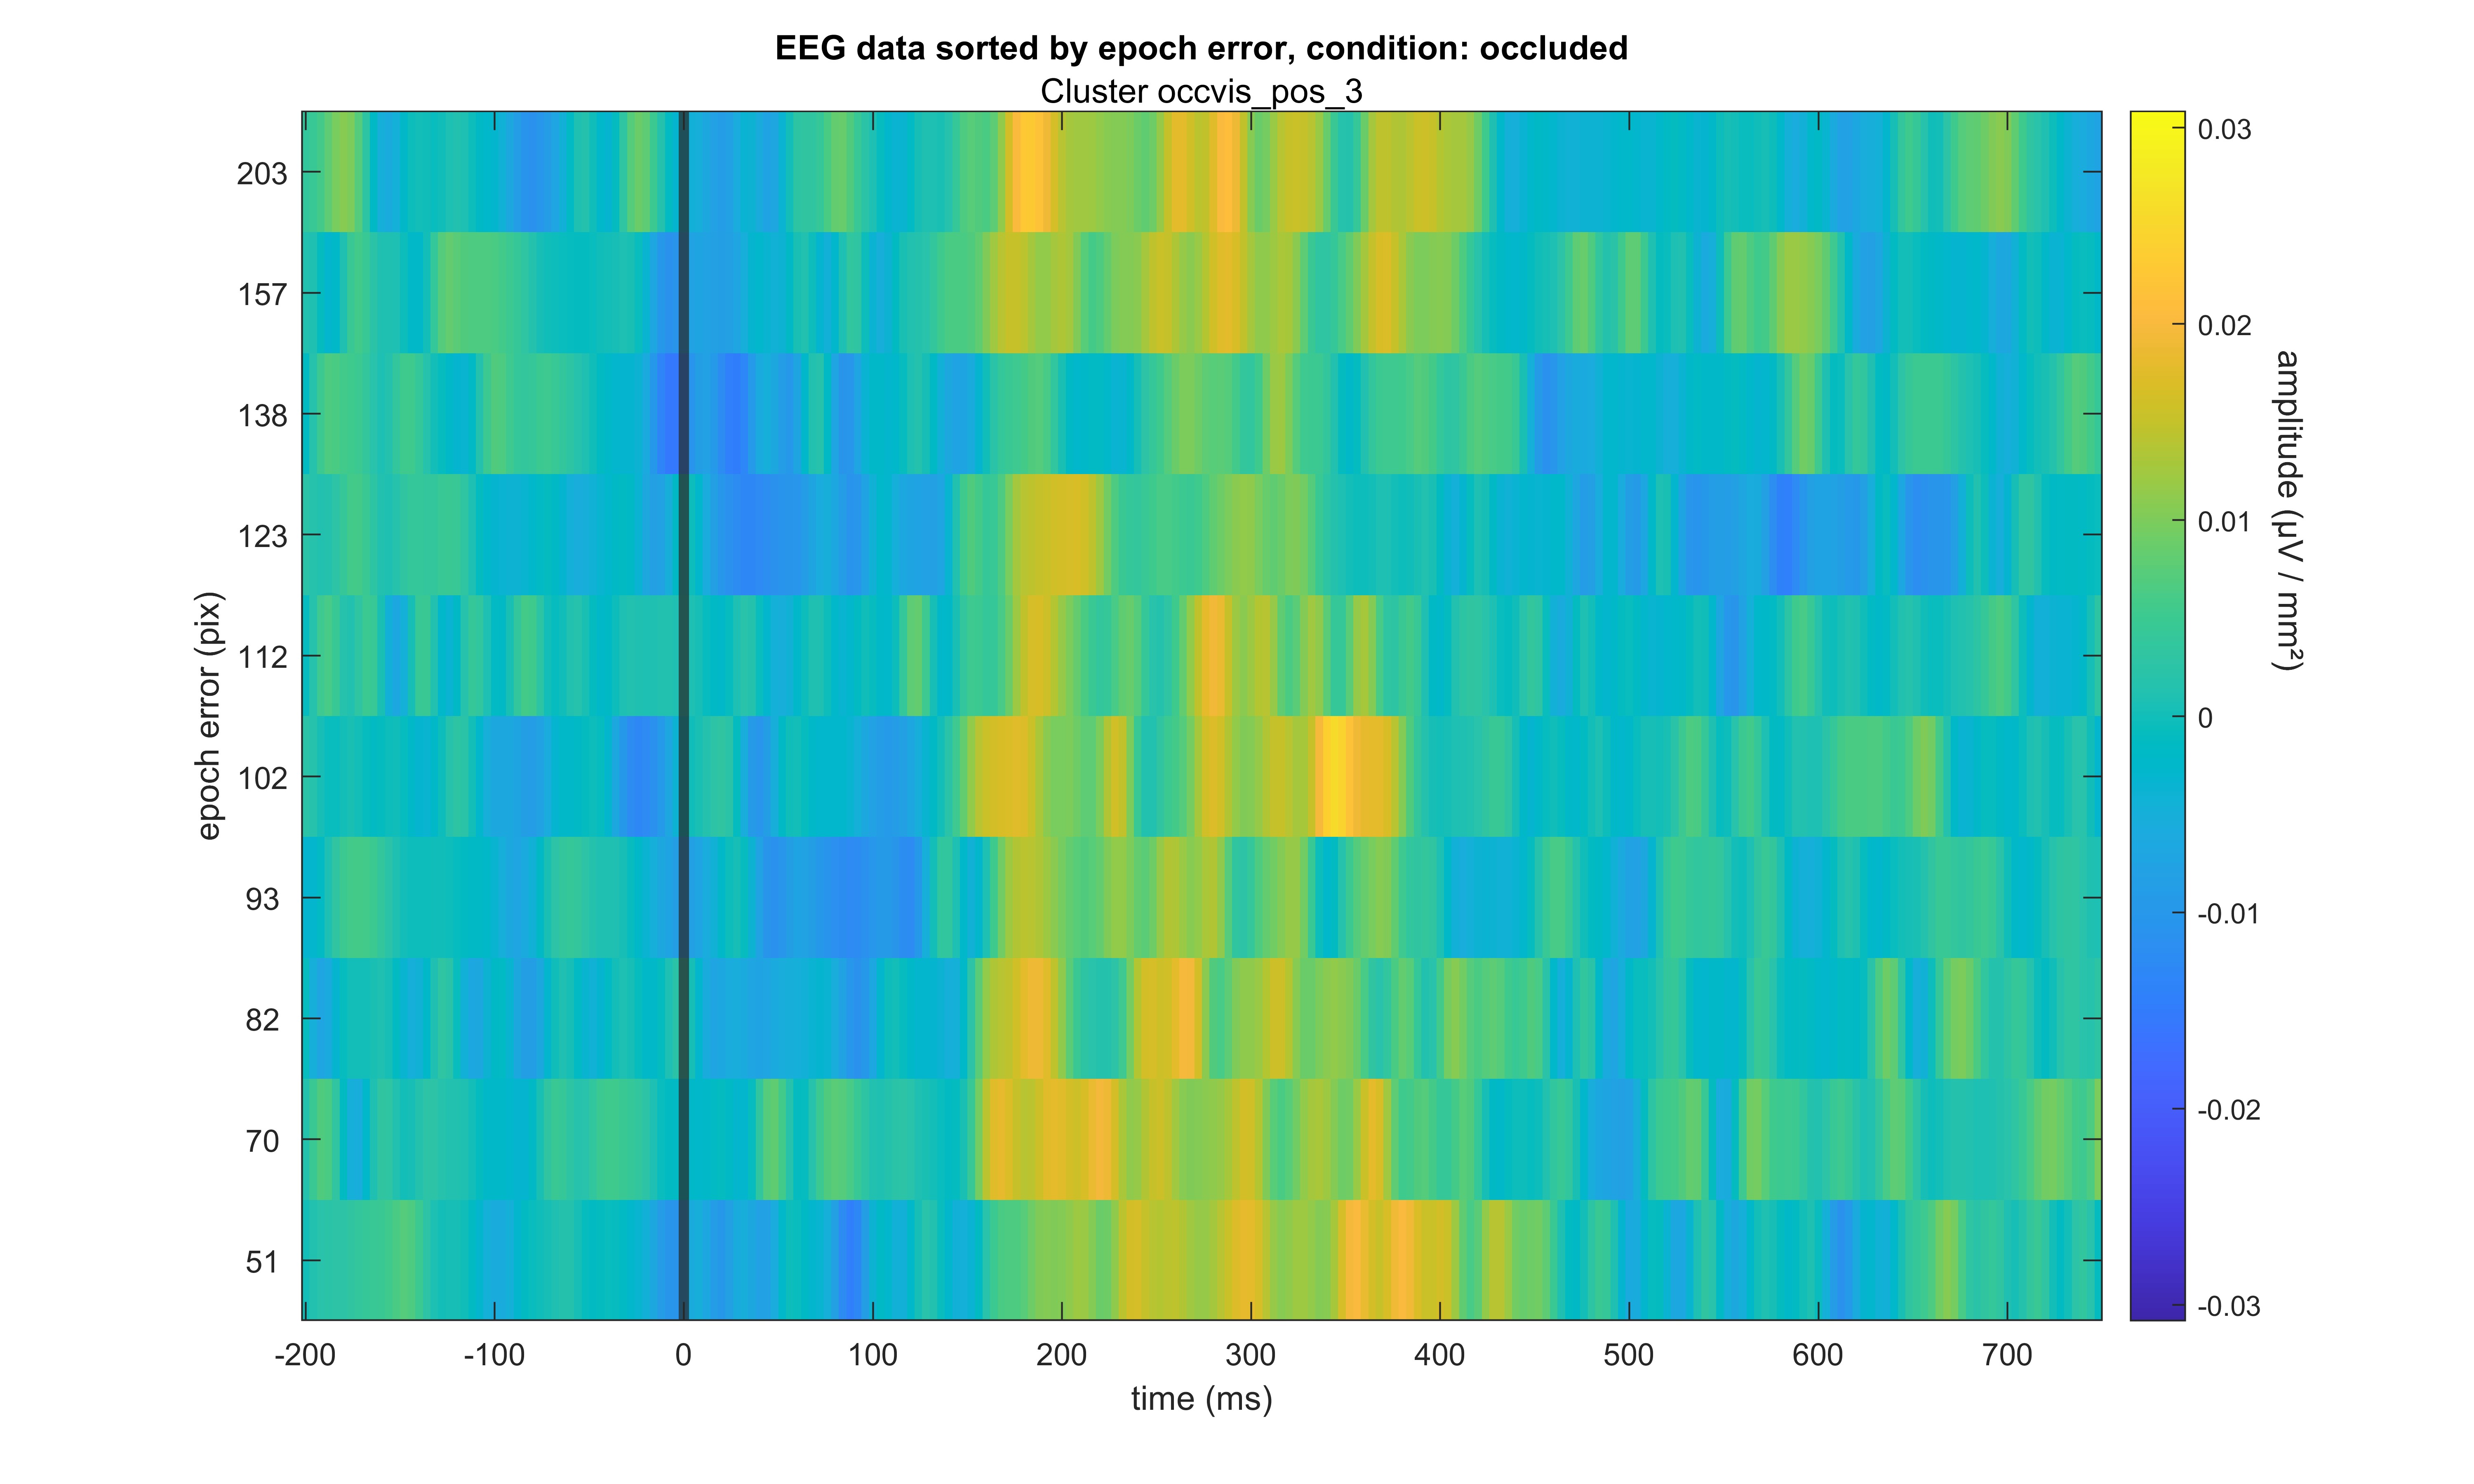 EEG data sorted by epoch error, condition: occluded
Cluster occvis_pos_3
epoch error (pix)
203
157
138
123
112
102
93
82
70
51
-200 -100 0 100 200 300 400 500 600 700
time (ms)
0.03
0.02
0.01
0
-0.01
-0.02
-0.03
amplitude (µV / mm²)